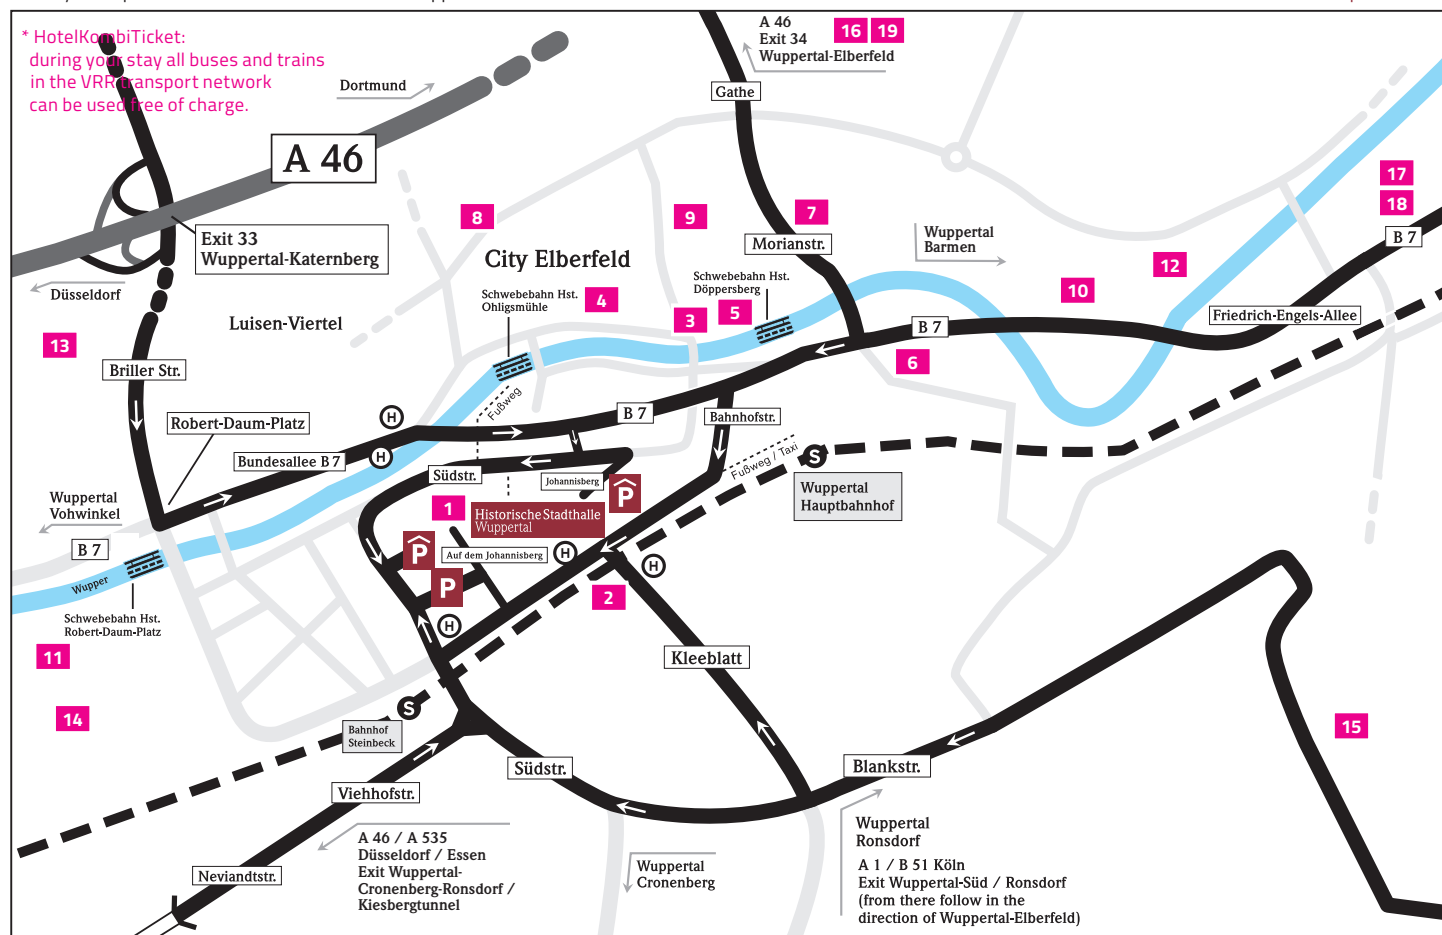 * HotelKombiTicket:
during your stay all buses and trains
in the VRR transport network
can be used free of charge.
Dortmund
A 46
Exit 34
Wuppertal-Elberfeld
16
19
Gathe
A 46
Exit 33
Wuppertal-Katernberg
Düsseldorf
8
9
7
Morianstr.
Wuppertal
Barmen
17
18
B 7
12
City Elberfeld
Schwebebahn Hst.
Ohligsmühle
4
Schwebebahn Hst.
Döppersberg
3
5
10
Friedrich-Engels-Allee
Luisen-Viertel
13
B 7
6
Briller Str.
Fußweg
Robert-Daum-Platz
H
B 7
Bahnhofstr.
H
Bundesallee B 7
Südstr.
Johannisberg
Fußweg / Taxi
S
Wuppertal
Hauptbahnhof
Wuppertal
Vohwinkel
1
Historische Stadthalle
Wuppertal
P
B 7
P
Auf dem Johannisberg
H
H
P
2
Wupper
Schwebebahn Hst.
Robert-Daum-Platz
H
11
Kleeblatt
14
S
Bahnhof
Steinbeck
15
Südstr.
Blankstr.
Viehhofstr.
A 46 / A 535
Düsseldorf / Essen
Exit Wuppertal-
Cronenberg-Ronsdorf /
Kiesbergtunnel
Neviandtstr.
Wuppertal
Cronenberg
Wuppertal
Ronsdorf
A 1 / B 51 Köln
Exit Wuppertal-Süd / Ronsdorf
(from there follow in the
direction of Wuppertal-Elberfeld)